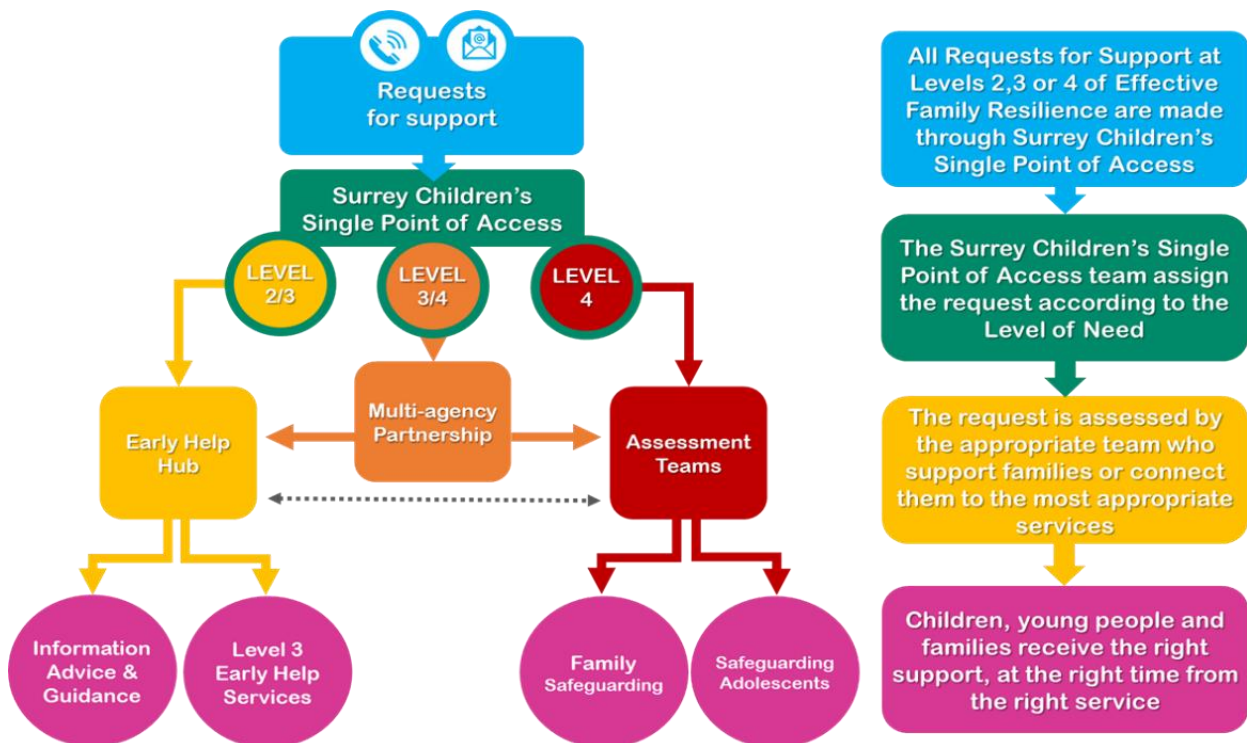 Requests
for support
Surrey Children's
Single Point of Access
LEVEL
2/3
LEVEL
3/4
LEVEL
4
Early Help
Hub
Multi-agency
Partnership
Assessment
Teams
Information
Advice &
Guidance
Level 3
Early Help
Services
Family
Safeguarding
Safeguarding
Adolescents
All Requests for Support at
Levels 2,3 or 4 of Effective
Family Resilience are made
through Surrey Children's
Single Point of Access
The Surrey Children's Single
Point of Access team assign
the request according to the
Level of Need
The request is assessed by
the appropriate team who
support families or connect
them to the most appropriate
services
Children, young people and
families receive the right
support, at the right time from
the right service